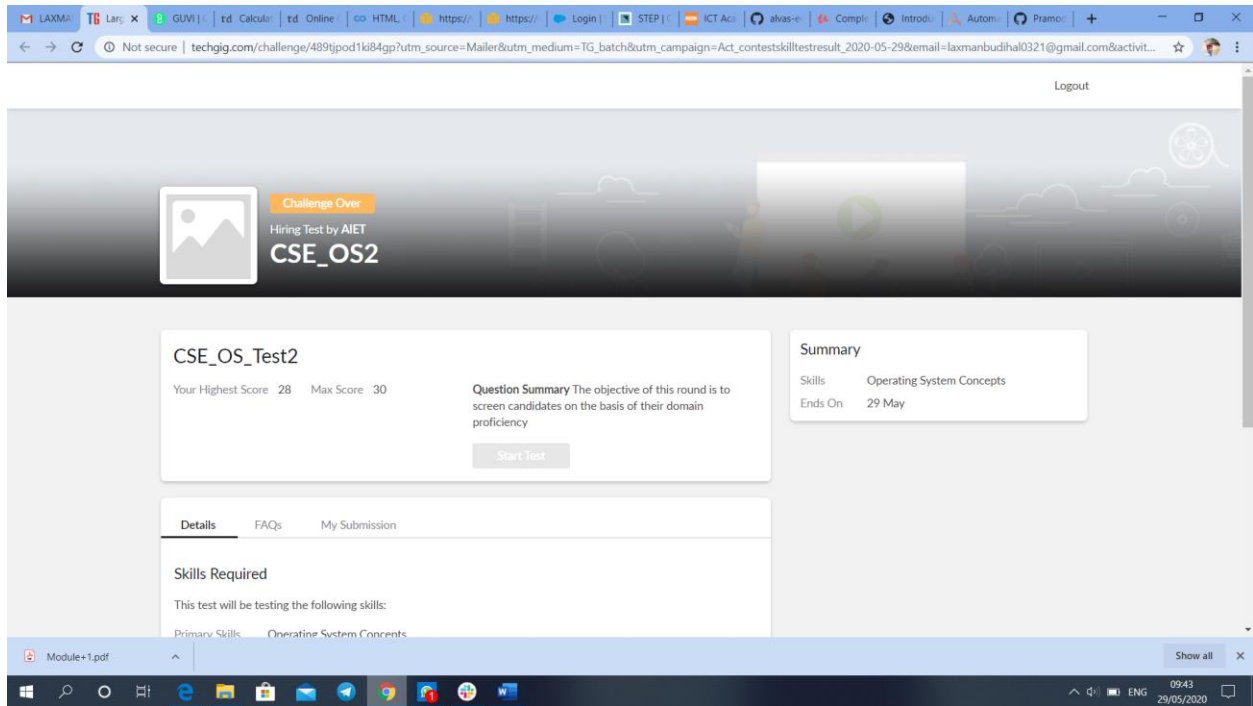 LAXMA
TG Larg
GUVI | (
td Calculat
td Online
HTML, (
https://
https://
Login |
STEP | (
ICT Aca
alvas-e
Comple
Introdu
Autom
Pramoc
Not secure | techgig.com/challenge/489tjpod1ki84gp?utm_source=Mailer&utm_medium=TG_batch&utm_campaign=Act_contestskilltestresult_2020-05-29&email=laxmanbudihal0321@gmail.com&activit...
Logout
Challenge Over
Hiring Test by AIET
CSE_OS2
CSE_OS_Test2
Your Highest Score 28 Max Score 30
Question Summary The objective of this round is to
screen candidates on the basis of their domain
proficiency
Start Test
Summary
Skills Operating System Concepts
Ends On 29 May
Details FAQs My Submission
Skills Required
This test will be testing the following skills:
Primary Skills Operating System Concepts
Module+1.pdf
Show all
ENG
09:43
29/05/2020